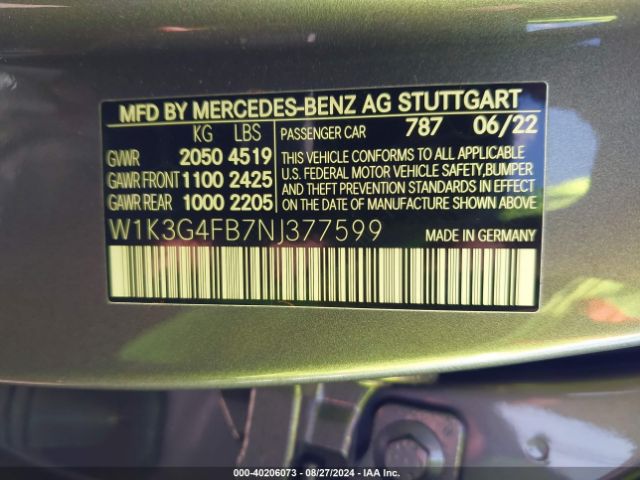 MFD BY MERCEDES-BENZ AG STUTTGART
KG LBS PASSENGER CAR 787 06/22
GVWR 2050 4519
GAWR FRONT 1100 2425
GAWR REAR 1000 2205
THIS VEHICLE CONFORMS TO ALL APPLICABLE
U.S. FEDERAL MOTOR VEHICLE SAFETY, BUMPER
AND THEFT PREVENTION STANDARDS IN EFFECT
ON THE DATE OF MANUFACTURE SHOWN ABOVE.
W1K3G4FB7NJ377599 MADE IN GERMANY
000-40206073 - 08/27/2024 - IAAI.COM